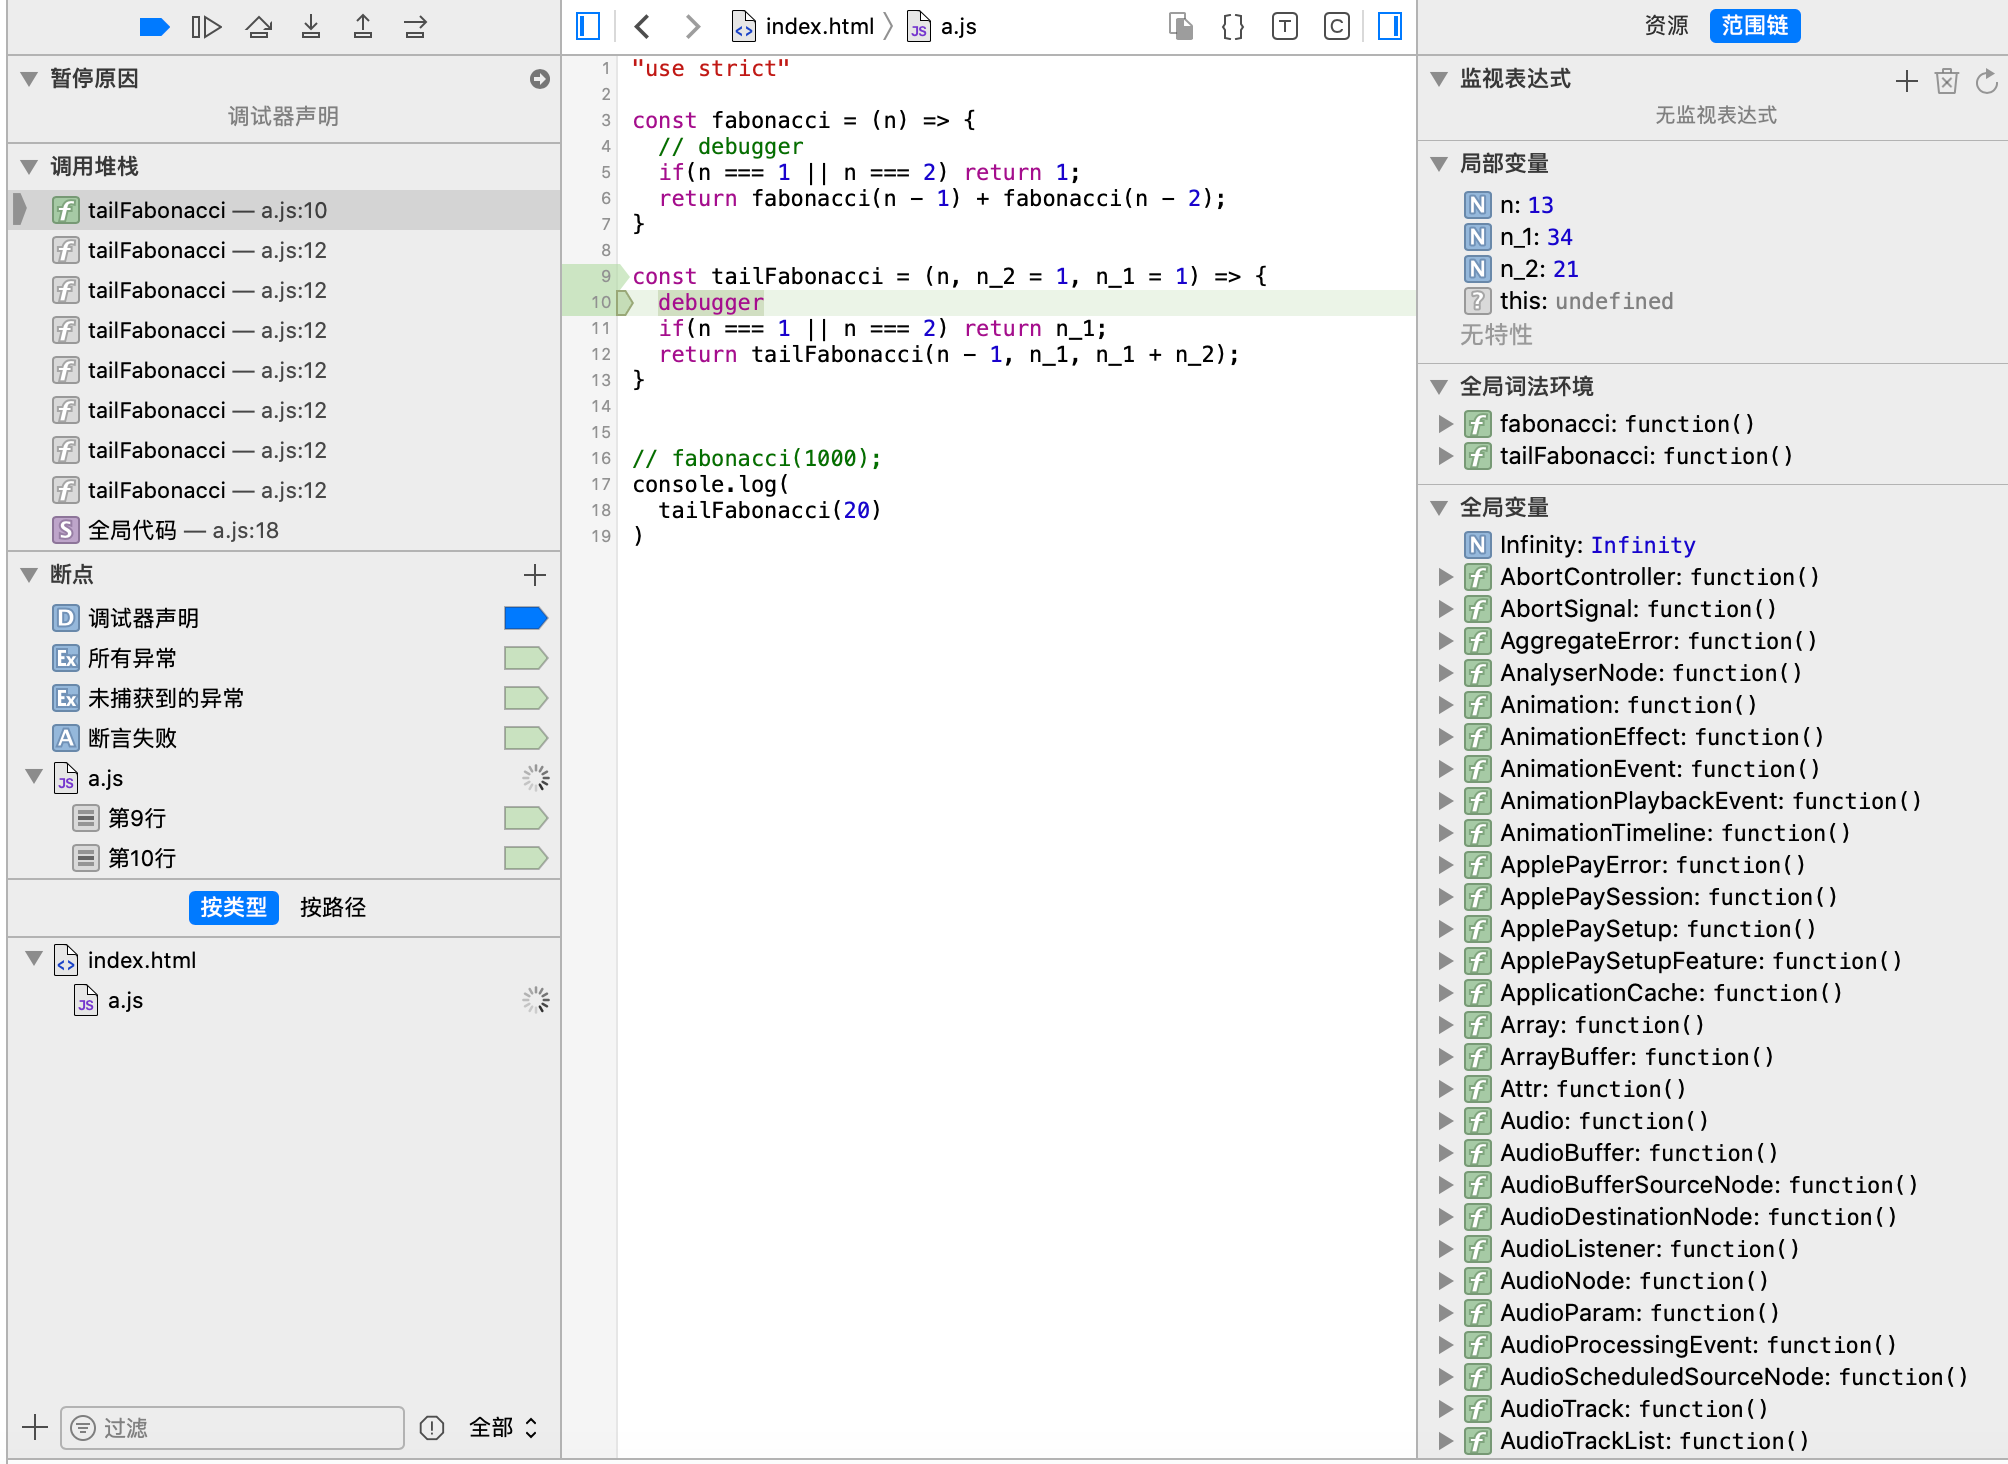 暂停原因
调试器声明
调用堆栈
tailFabonacci — a.js:10
tailFabonacci — a.js:12
tailFabonacci — a.js:12
tailFabonacci — a.js:12
tailFabonacci — a.js:12
tailFabonacci — a.js:12
tailFabonacci — a.js:12
tailFabonacci — a.js:12
S 全局代码 — a.js:18
断点
D 调试器声明
Ex 所有异常
Ex 未捕获到的异常
A 断言失败
JS a.js
第9行
第10行
按类型 按路径
index.html
JS a.js
过滤
全部
index.html JS a.js
T C
1 "use strict"
2
3 const fabonacci = (n) => {
4 // debugger
5 if(n === 1 || n === 2) return 1;
6 return fabonacci(n - 1) + fabonacci(n - 2);
7 }
8
9 const tailFabonacci = (n, n_2 = 1, n_1 = 1) => {
10 debugger
11 if(n === 1 || n === 2) return n_1;
12 return tailFabonacci(n - 1, n_1, n_1 + n_2);
13 }
14
15
16 // fabonacci(1000);
17 console.log(
18 tailFabonacci(20)
19 )
资源 范围链
监视表达式
无监视表达式
局部变量
N n: 13
N n_1: 34
N n_2: 21
? this: undefined
无特性
全局词法环境
f fabonacci: function()
f tailFabonacci: function()
全局变量
N Infinity: Infinity
f AbortController: function()
f AbortSignal: function()
f AggregateError: function()
f AnalyserNode: function()
f Animation: function()
f AnimationEffect: function()
f AnimationEvent: function()
f AnimationPlaybackEvent: function()
f AnimationTimeline: function()
f ApplePayError: function()
f ApplePaySession: function()
f ApplePaySetup: function()
f ApplePaySetupFeature: function()
f ApplicationCache: function()
f Array: function()
f ArrayBuffer: function()
f Attr: function()
f Audio: function()
f AudioBuffer: function()
f AudioBufferSourceNode: function()
f AudioDestinationNode: function()
f AudioListener: function()
f AudioNode: function()
f AudioParam: function()
f AudioProcessingEvent: function()
f AudioScheduledSourceNode: function()
f AudioTrack: function()
f AudioTrackList: function()